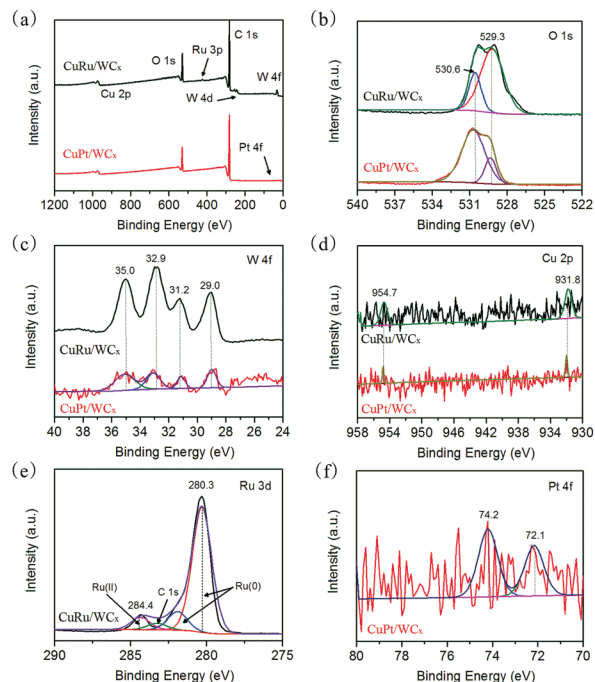 (a)
C 1s
Ru 3p
O 1s
CuRu/WCx
W 4f
Cu 2p
W 4d
Pt 4f
CuPt/WCx
Intensity (a.u.)
1200 1000 800 600 400 200 0
Binding Energy (eV)
(b)
529.3
O 1s
530.6
CuRu/WCx
CuPt/WCx
Intensity (a.u.)
540 537 534 531 528 525 522
Binding Energy (eV)
(c)
W 4f
35.0 32.9 31.2 29.0
CuRu/WCx
CuPt/WCx
Intensity (a.u.)
40 38 36 34 32 30 28 26 24
Binding Energy (eV)
(d)
Cu 2p
954.7 931.8
CuRu/WCx
CuPt/WCx
Intensity (a.u.)
958 954 950 946 942 938 934 930
Binding Energy (eV)
(e)
280.3
Ru 3d
Ru(II)
C 1s
284.4
Ru(0)
CuRu/WCx
Intensity (a.u.)
290 285 280 275
Binding Energy (eV)
(f)
Pt 4f
74.2
72.1
CuPt/WCx
Intensity (a.u.)
80 78 76 74 72 70
Binding Energy (eV)